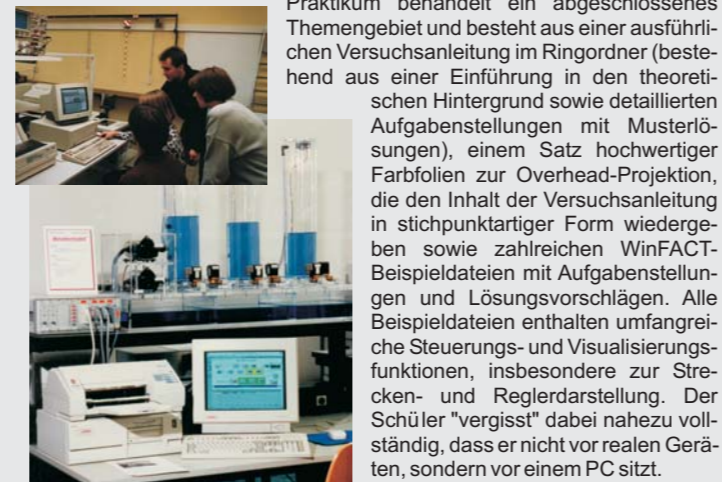 Praktikum behandelt ein abgeschlossenes
Themengebiet und besteht aus einer ausführli-
chen Versuchsanleitung im Ringordner (beste-
hend aus einer Einführung in den theoreti-
schen Hintergrund sowie detaillierten
Aufgabenstellungen mit Musterlö-
sungen), einem Satz hochwertiger
Farbfolien zur Overhead-Projektion,
die den Inhalt der Versuchsanleitung
in stichpunktartiger Form wiederge-
ben sowie zahlreichen WinFACT-
Beispieldateien mit Aufgabenstellun-
gen und Lösungsvorschlägen. Alle
Beispieldateien enthalten umfangrei-
che Steuerungs- und Visualisierungs-
funktionen, insbesondere zur Stre-
cken- und Reglerdarstellung. Der
Schüler "vergisst" dabei nahezu voll-
ständig, dass er nicht vor realen Gerä-
ten, sondern vor einem PC sitzt.